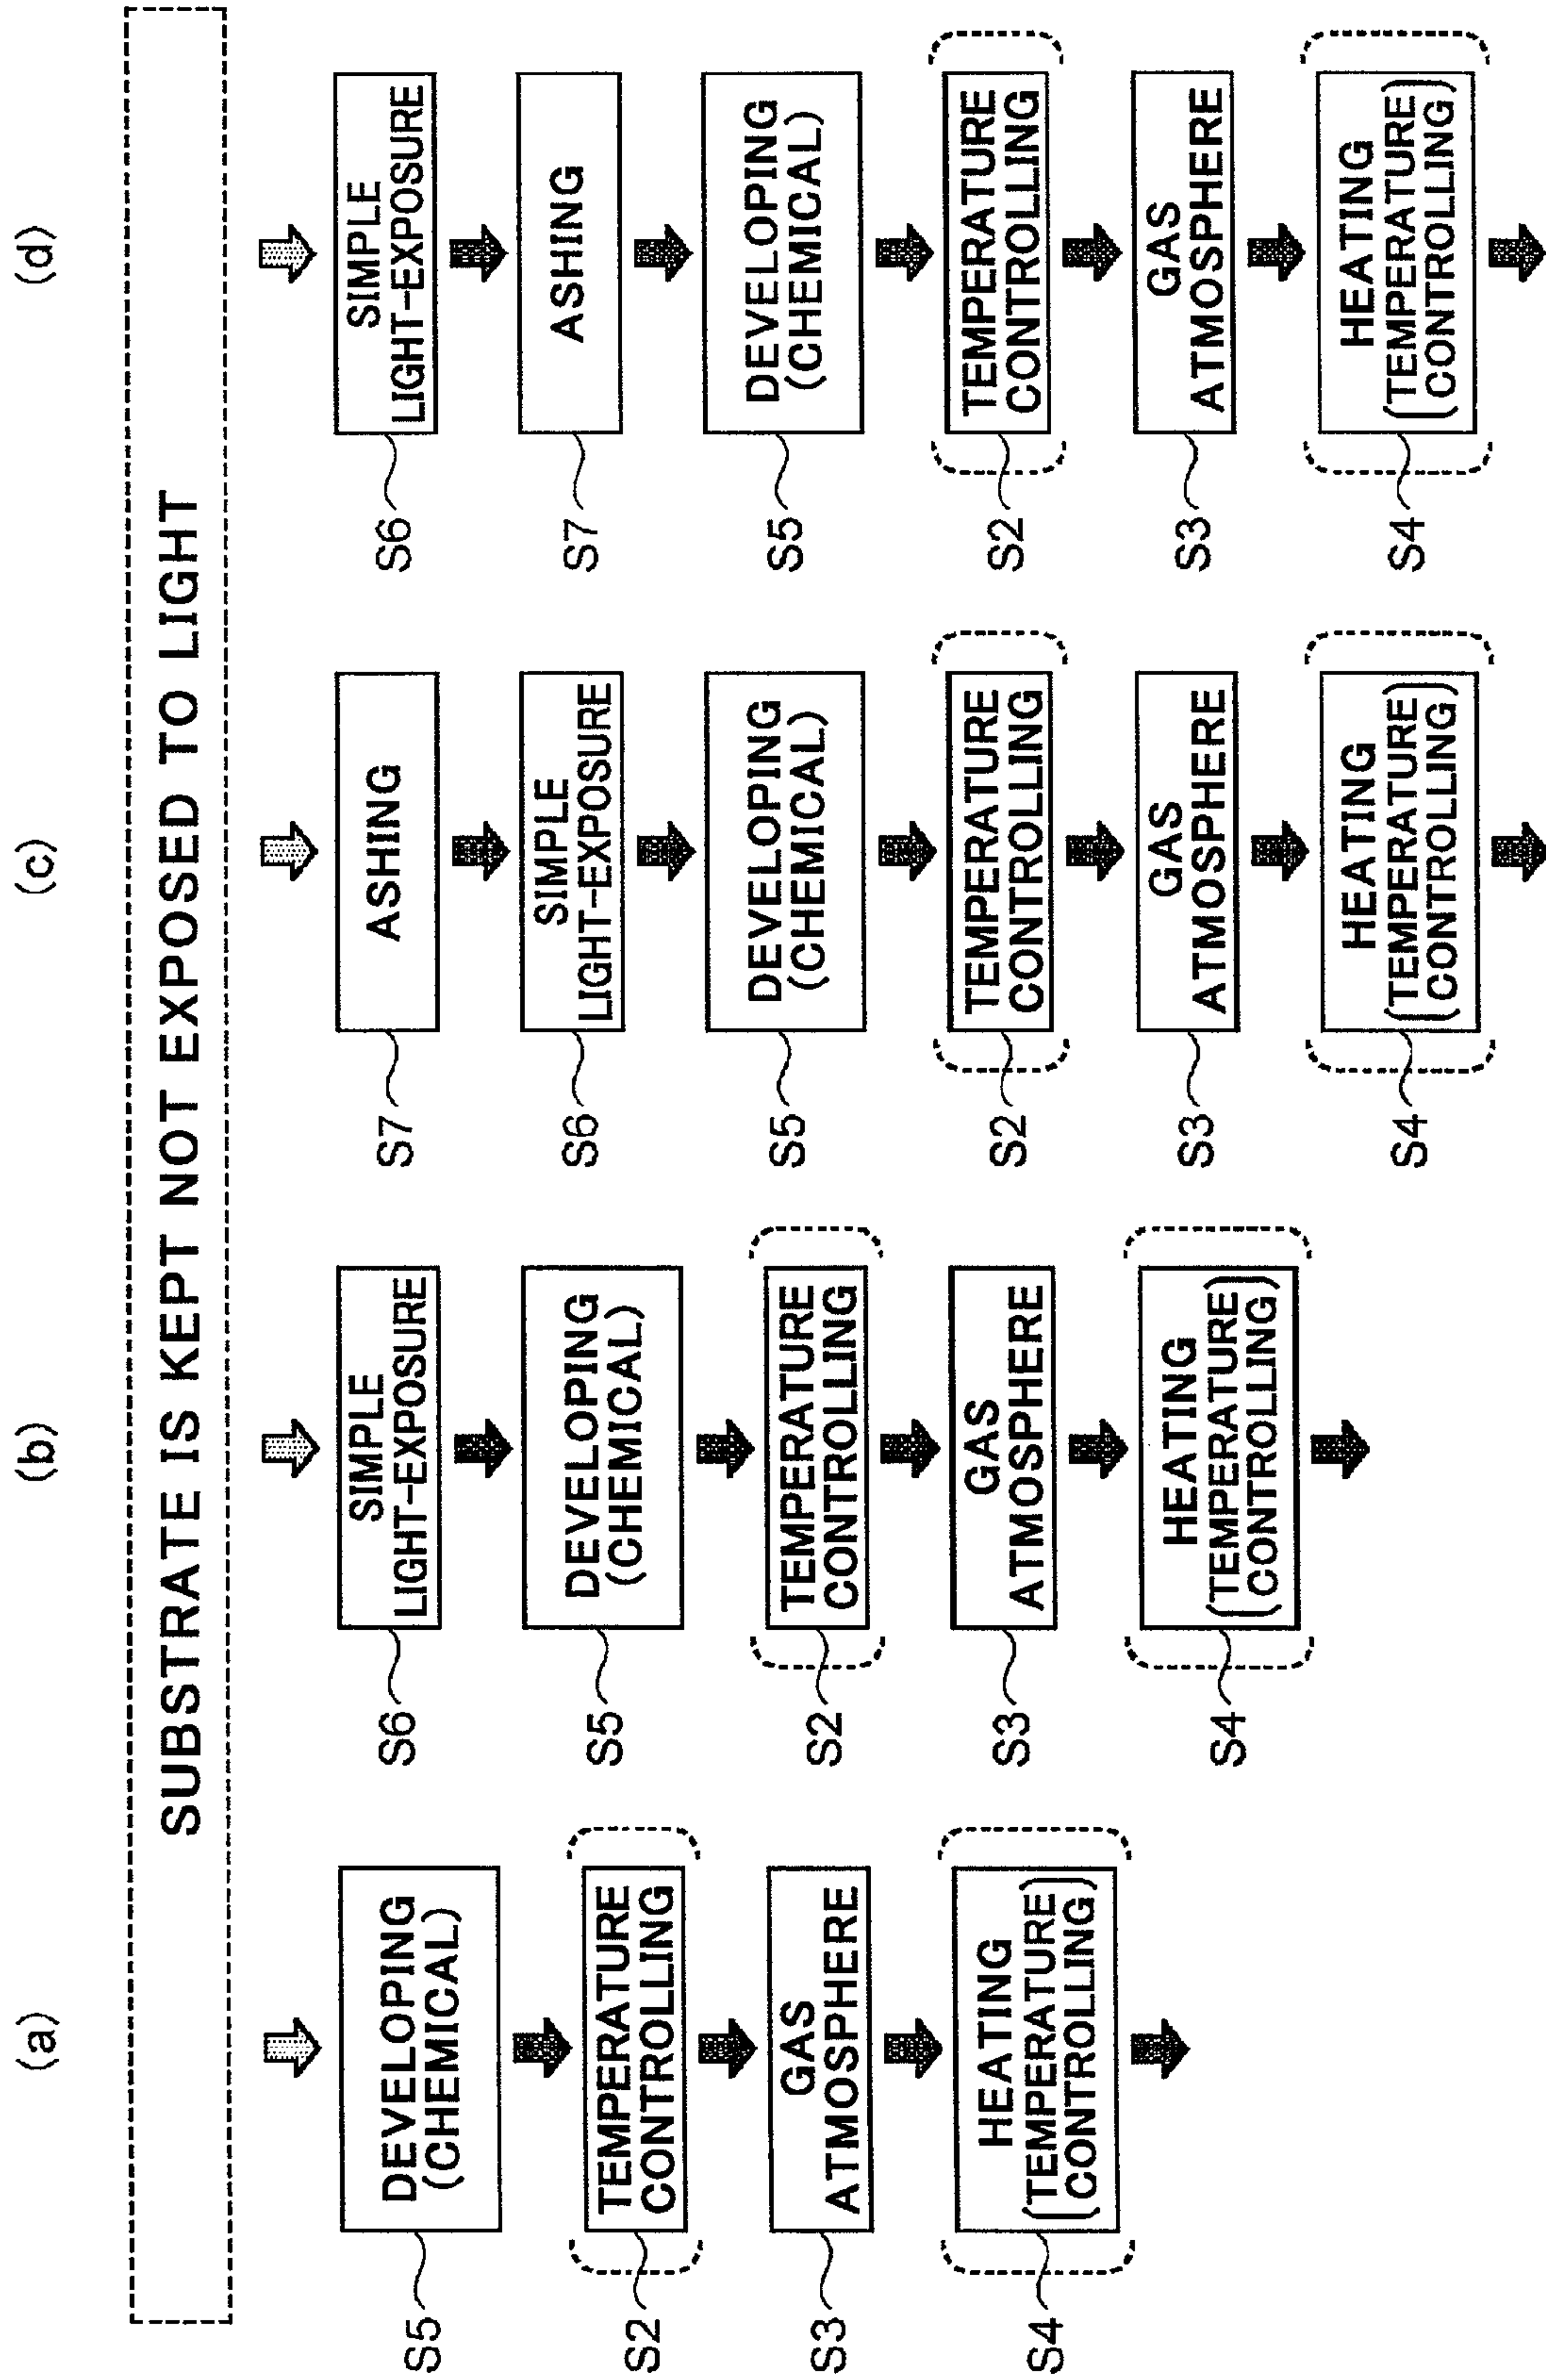 (a)
(b)
(c)
(d)
SUBSTRATE IS KEPT NOT EXPOSED TO LIGHT
S5
DEVELOPING
(CHEMICAL)
S2
TEMPERATURE
CONTROLLING
S3
GAS
ATMOSPHERE
S4
HEATING
(TEMPERATURE
CONTROLLING)
S6
SIMPLE
LIGHT-EXPOSURE
S5
DEVELOPING
(CHEMICAL)
S2
TEMPERATURE
CONTROLLING
S3
GAS
ATMOSPHERE
S4
HEATING
(TEMPERATURE
CONTROLLING)
S7
ASHING
S6
SIMPLE
LIGHT-EXPOSURE
S5
DEVELOPING
(CHEMICAL)
S2
TEMPERATURE
CONTROLLING
S3
GAS
ATMOSPHERE
S4
HEATING
(TEMPERATURE
CONTROLLING)
S6
SIMPLE
LIGHT-EXPOSURE
S7
ASHING
S5
DEVELOPING
(CHEMICAL)
S2
TEMPERATURE
CONTROLLING
S3
GAS
ATMOSPHERE
S4
HEATING
(TEMPERATURE
CONTROLLING)